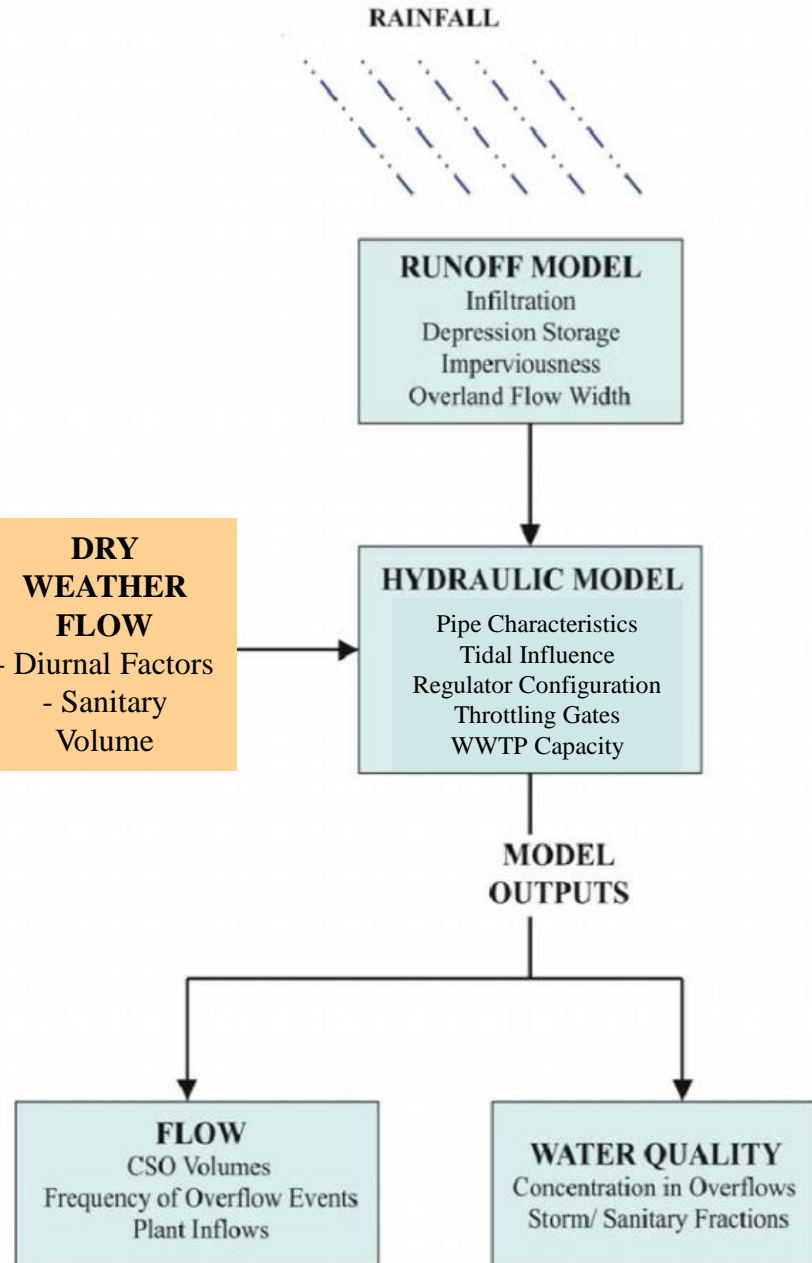 RAINFALL
RUNOFF MODEL
Infiltration
Depression Storage
Imperviousness
Overland Flow Width
DRY
WEATHER
FLOW
- Diurnal Factors
- Sanitary
Volume
HYDRAULIC MODEL
Pipe Characteristics
Tidal Influence
Regulator Configuration
Throttling Gates
WWTP Capacity
MODEL
OUTPUTS
FLOW
CSO Volumes
Frequency of Overflow Events
Plant Inflows
WATER QUALITY
Concentration in Overflows
Storm/ Sanitary Fractions